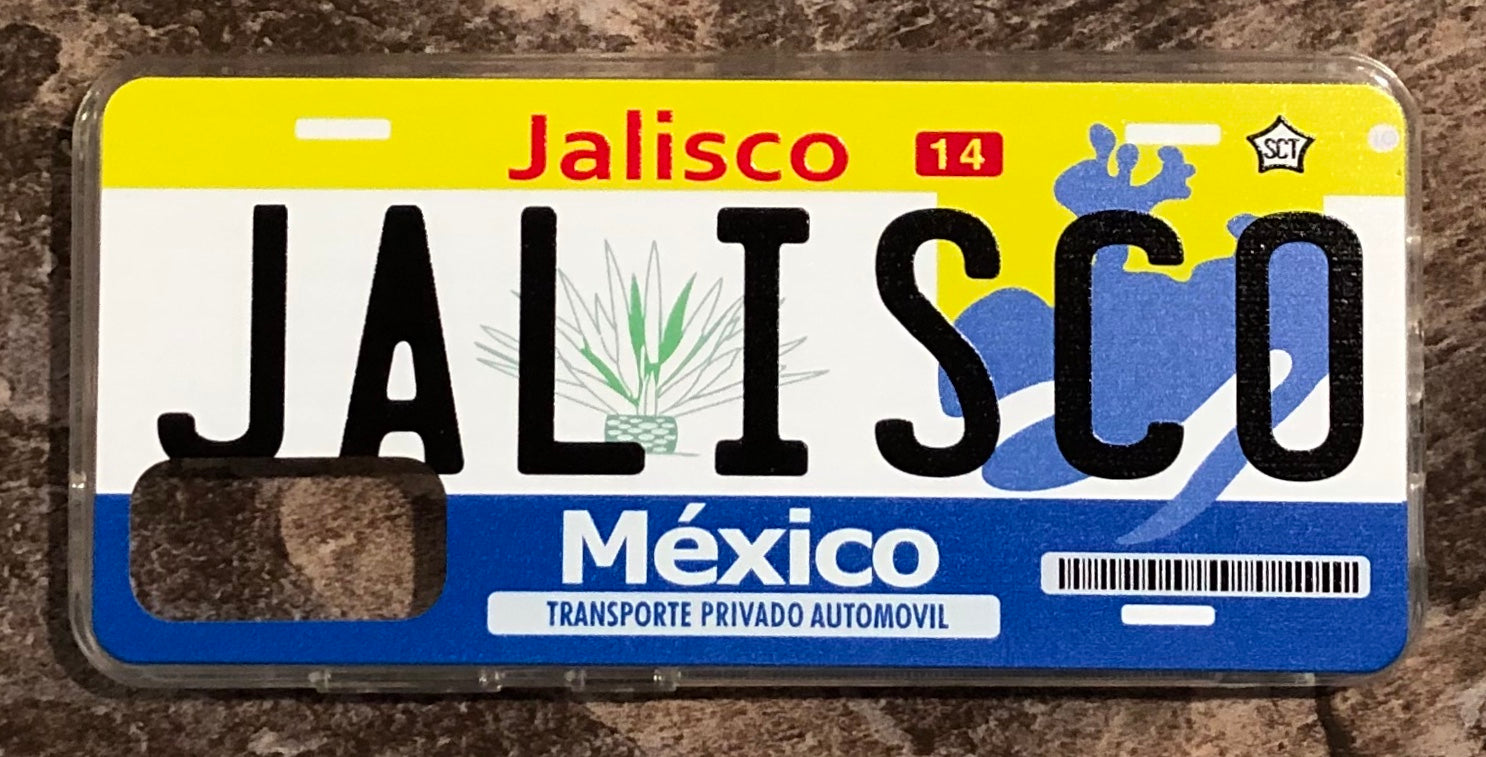 Jalisco 14 SCT
JALISCO
México
TRANSPORTE PRIVADO AUTOMOVIL